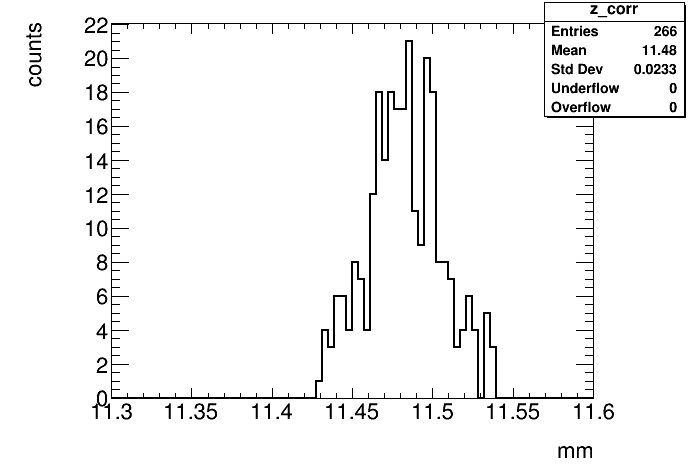 z_corr
Entries 266
Mean 11.48
Std Dev 0.0233
Underflow 0
Overflow 0
counts
22
20
18
16
14
12
10
8
6
4
2
0
11.3 11.35 11.4 11.45 11.5 11.55 11.6
mm